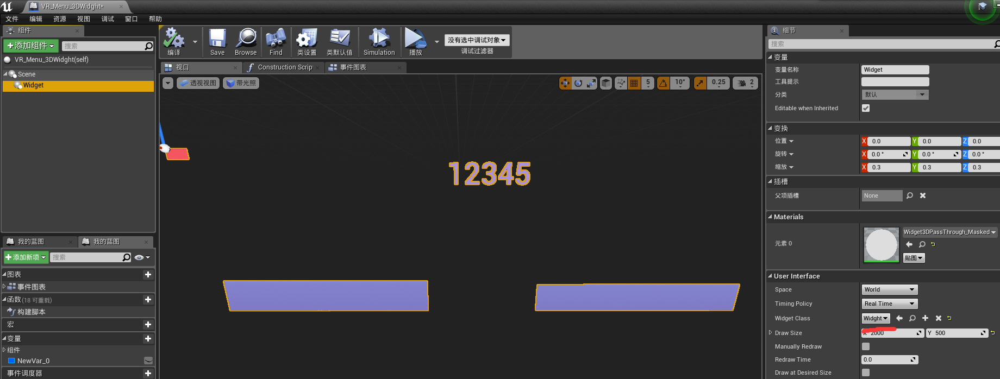 VR_Menu_3DWidght*
文件 编辑 资源 视图 调试 窗口 帮助
组件
添加组件
搜索
VR_Menu_3DWidght(self)
Scene
Widget
我的蓝图
我的蓝图
添加新项
搜索
图表
事件图表
函数 (18 可重载)
构建脚本
宏
变量
组件
NewVar_0
事件调度器
编译
Save
Browse
Find
类设置
类默认值
Simulation
播放
没有选中调试对象
调试过滤器
视口
Construction Scrip
事件图表
透视视图
带光照
5
10°
0.25
2
12345
细节
搜索
变量
变量名称 Widget
工具提示
分类 默认
Editable when Inherited
变换
位置 X 0.0 Y 0.0 Z 0.0
旋转 X 0.0 ° Y 0.0 ° Z 0.0 °
缩放 X 0.3 Y 0.3 Z 0.3
插槽
父项插槽 None
Materials
元素 0
Widget3DPassThrough_Masked
贴图
User Interface
Space World
Timing Policy Real Time
Widget Class Widght
Draw Size X 2000 Y 500
Manually Redraw
Redraw Time 0.0
Draw at Desired Size